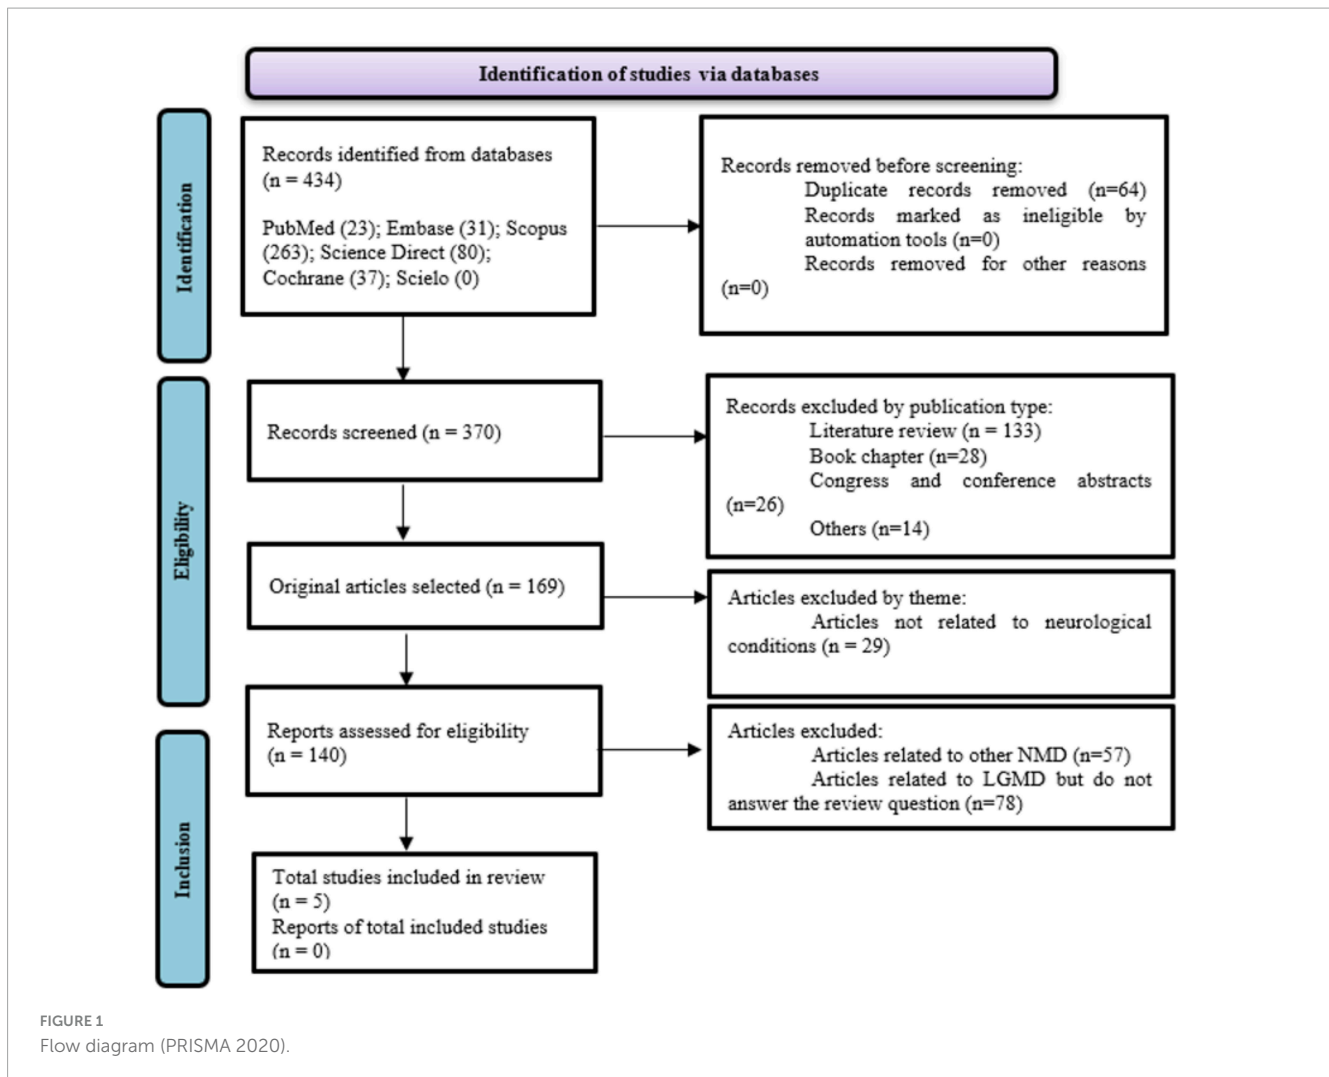 Identification of studies via databases
Identification
Records identified from databases
(n = 434)
PubMed (23); Embase (31); Scopus
(263); Science Direct (80);
Cochrane (37); Scielo (0)
Records removed before screening:
Duplicate records removed (n=64)
Records marked as ineligible by
automation tools (n=0)
Records removed for other reasons
(n=0)
Eligibility
Records screened (n = 370)
Records excluded by publication type:
Literature review (n = 133)
Book chapter (n=28)
Congress and conference abstracts
(n=26)
Others (n=14)
Original articles selected (n = 169)
Articles excluded by theme:
Articles not related to neurological
conditions (n = 29)
Reports assessed for eligibility
(n = 140)
Articles excluded:
Articles related to other NMD (n=57)
Articles related to LGMD but do not
answer the review question (n=78)
Inclusion
Total studies included in review
(n = 5)
Reports of total included studies
(n = 0)
FIGURE 1
Flow diagram (PRISMA 2020).